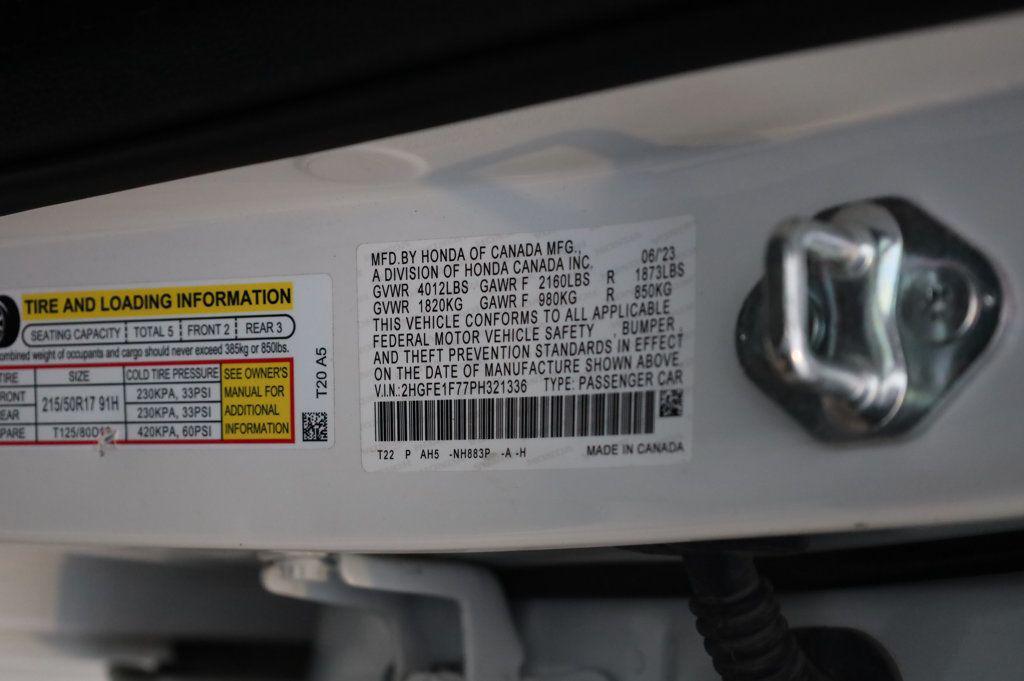 TIRE AND LOADING INFORMATION
SEATING CAPACITY TOTAL 5 FRONT 2 REAR 3
combined weight of occupants and cargo should never exceed 385kg or 850lbs.
TIRE SIZE COLD TIRE PRESSURE SEE OWNER'S
FRONT 215/50R17 91H 230KPA, 33PSI MANUAL FOR
REAR 230KPA, 33PSI ADDITIONAL
SPARE 420KPA, 60PSI INFORMATION
T20 A5
MFD.BY HONDA OF CANADA MFG., 06/'23
A DIVISION OF HONDA CANADA INC.
GVWR 4012LBS GAWR F 2160LBS R 1873LBS
GVWR 1820KG GAWR F 980KG R 850KG
THIS VEHICLE CONFORMS TO ALL APPLICABLE
FEDERAL MOTOR VEHICLE SAFETY , BUMPER ,
AND THEFT PREVENTION STANDARDS IN EFFECT
ON THE DATE OF MANUFACTURE SHOWN ABOVE.
V.I.N.:2HGFE1F77PH321336 TYPE: PASSENGER CAR
T22 P AH5 -NH883P -A -H MADE IN CANADA